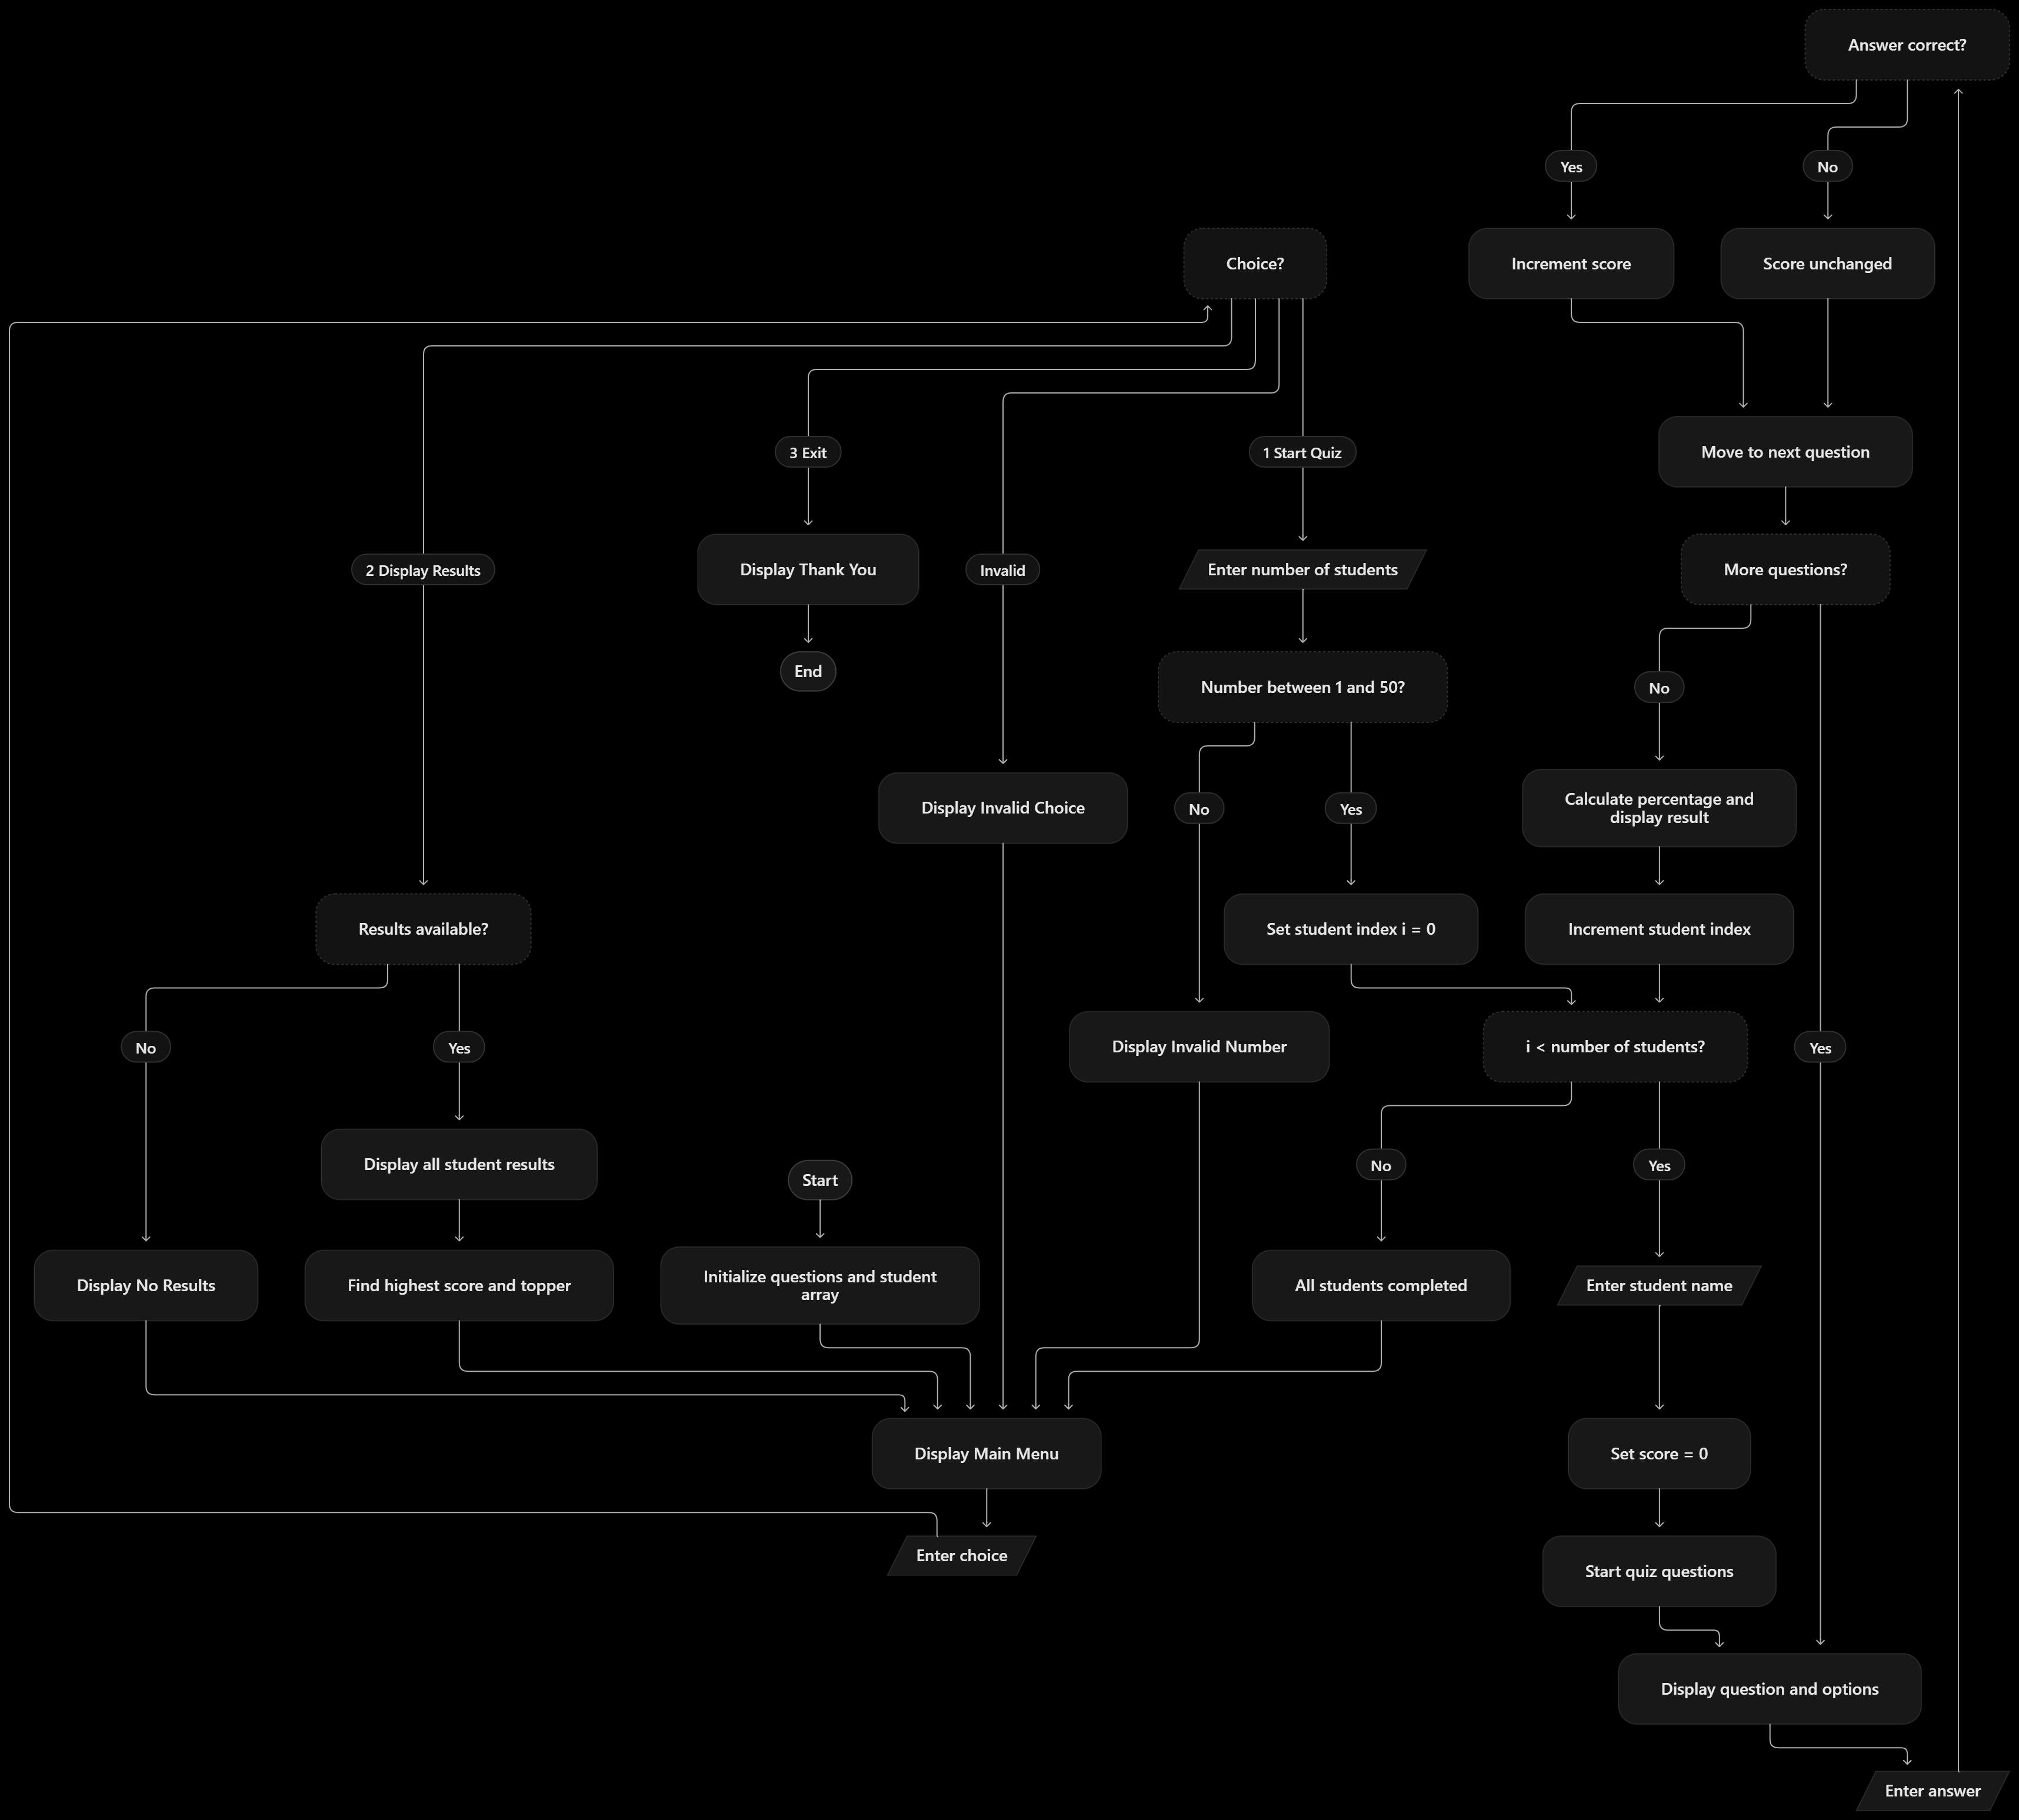 Answer correct?
Yes
No
Choice?
Increment score
Score unchanged
3 Exit
1 Start Quiz
Move to next question
2 Display Results
Display Thank You
Invalid
Enter number of students
More questions?
End
Number between 1 and 50?
No
Display Invalid Choice
No
Yes
Calculate percentage and
display result
Results available?
Set student index i = 0
Increment student index
No
Yes
Display Invalid Number
i < number of students?
Yes
Display all student results
Start
No
Yes
Display No Results
Find highest score and topper
Initialize questions and student
array
All students completed
Enter student name
Display Main Menu
Set score = 0
Enter choice
Start quiz questions
Display question and options
Enter answer